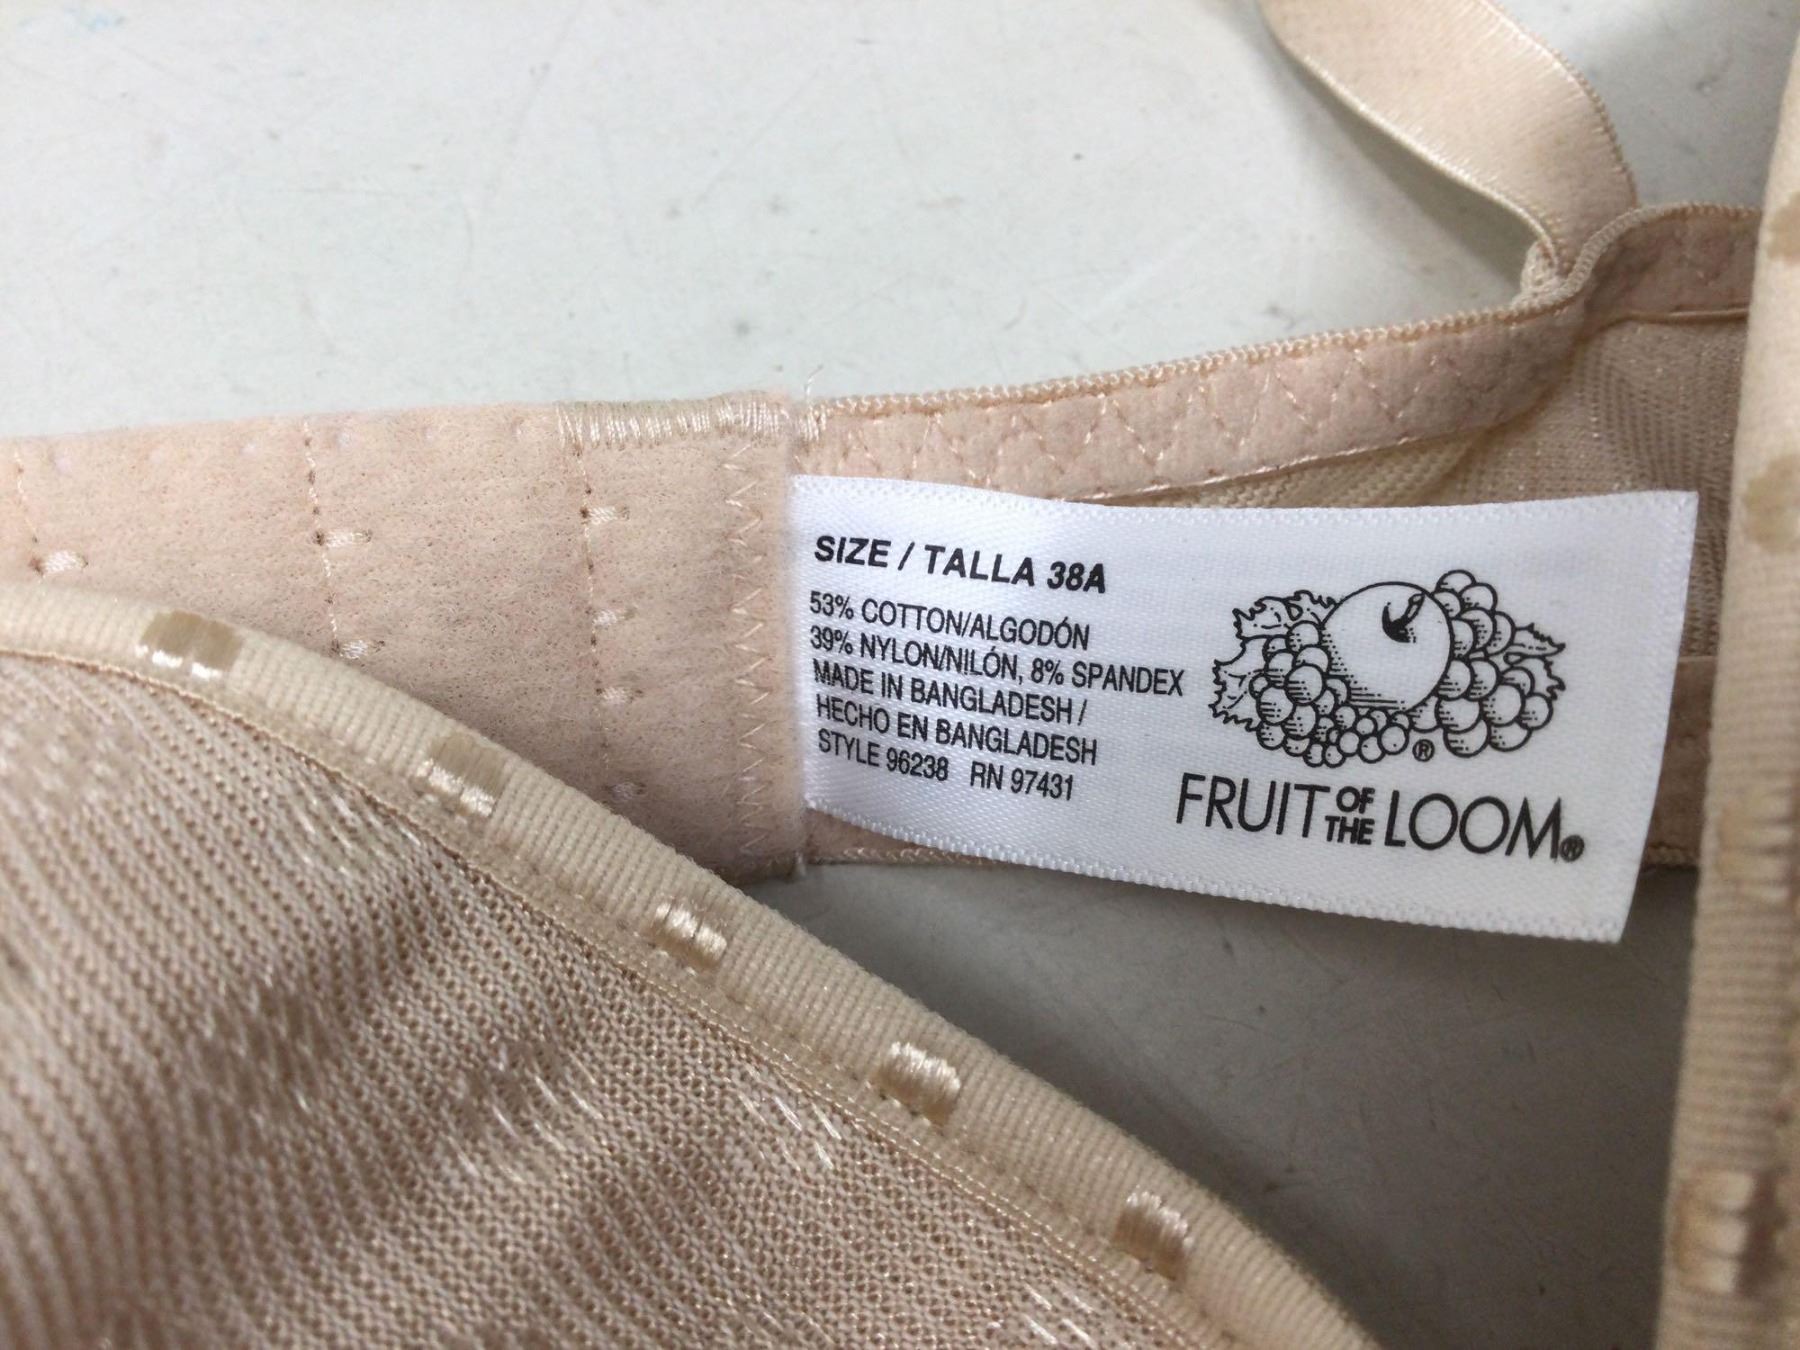 SIZE / TALLA 38A
53% COTTON/ALGODÓN
39% NYLON/NILÓN, 8% SPANDEX
MADE IN BANGLADESH /
HECHO EN BANGLADESH
STYLE 96238 RN 97431
®
FRUIT OF THE LOOM®